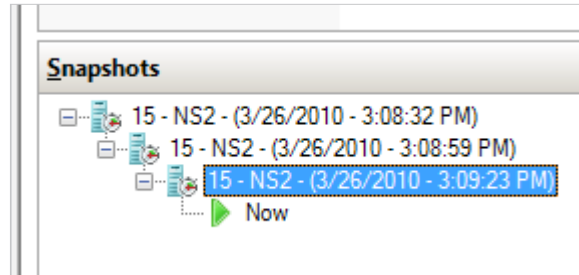 Snapshots
15 - NS2 - (3/26/2010 - 3:08:32 PM)
15 - NS2 - (3/26/2010 - 3:08:59 PM)
15 - NS2 - (3/26/2010 - 3:09:23 PM)
Now